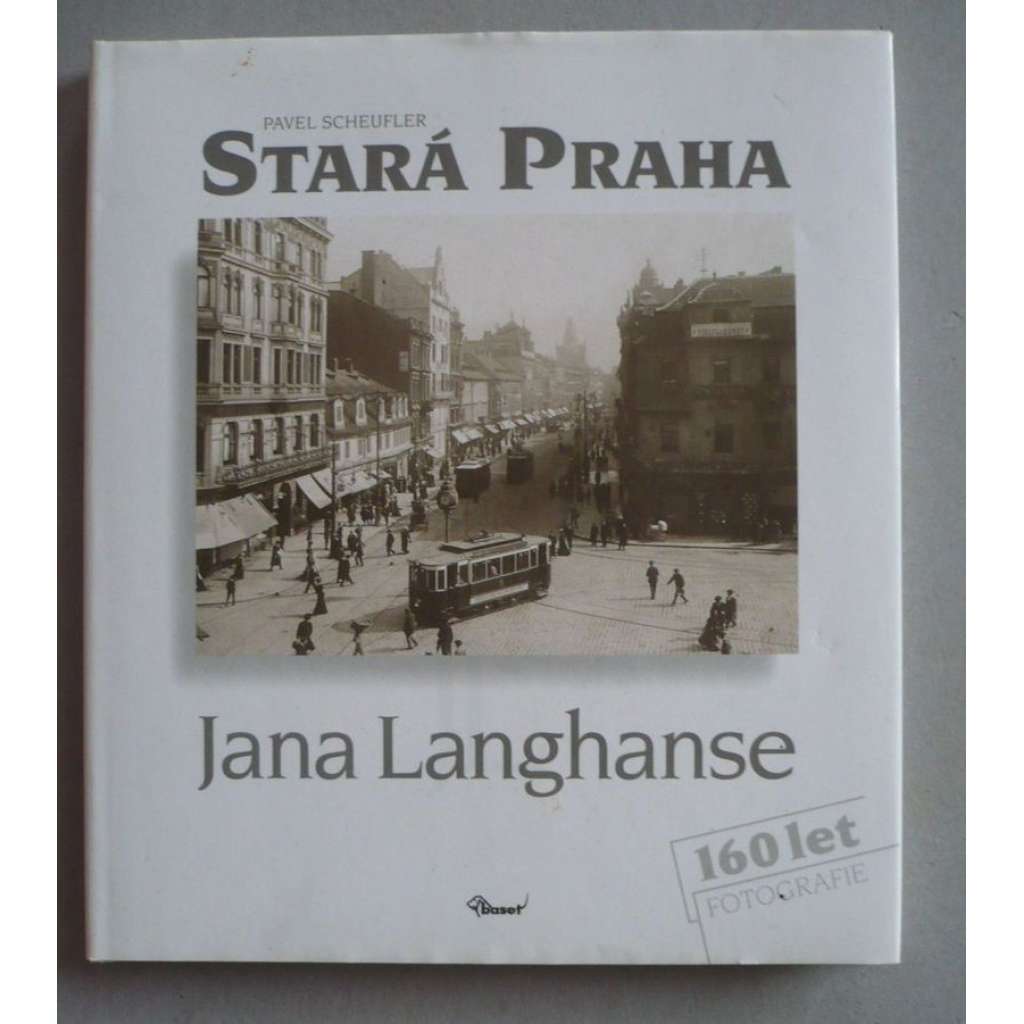 PAVEL SCHEUFLER
STARÁ PRAHA
Jana Langhanse
160 let
FOTOGRAFIE
baset